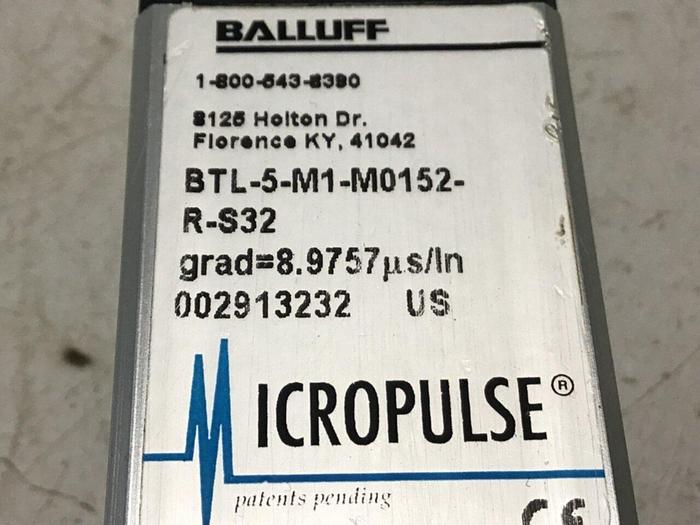 BALLUFF
1-800-543-8390
8125 Holton Dr.
Florence KY, 41042
BTL-5-M1-M0152-
R-S32
grad=8.9757µs/In
002913232 US
MICROPULSE®
patents pending
CE